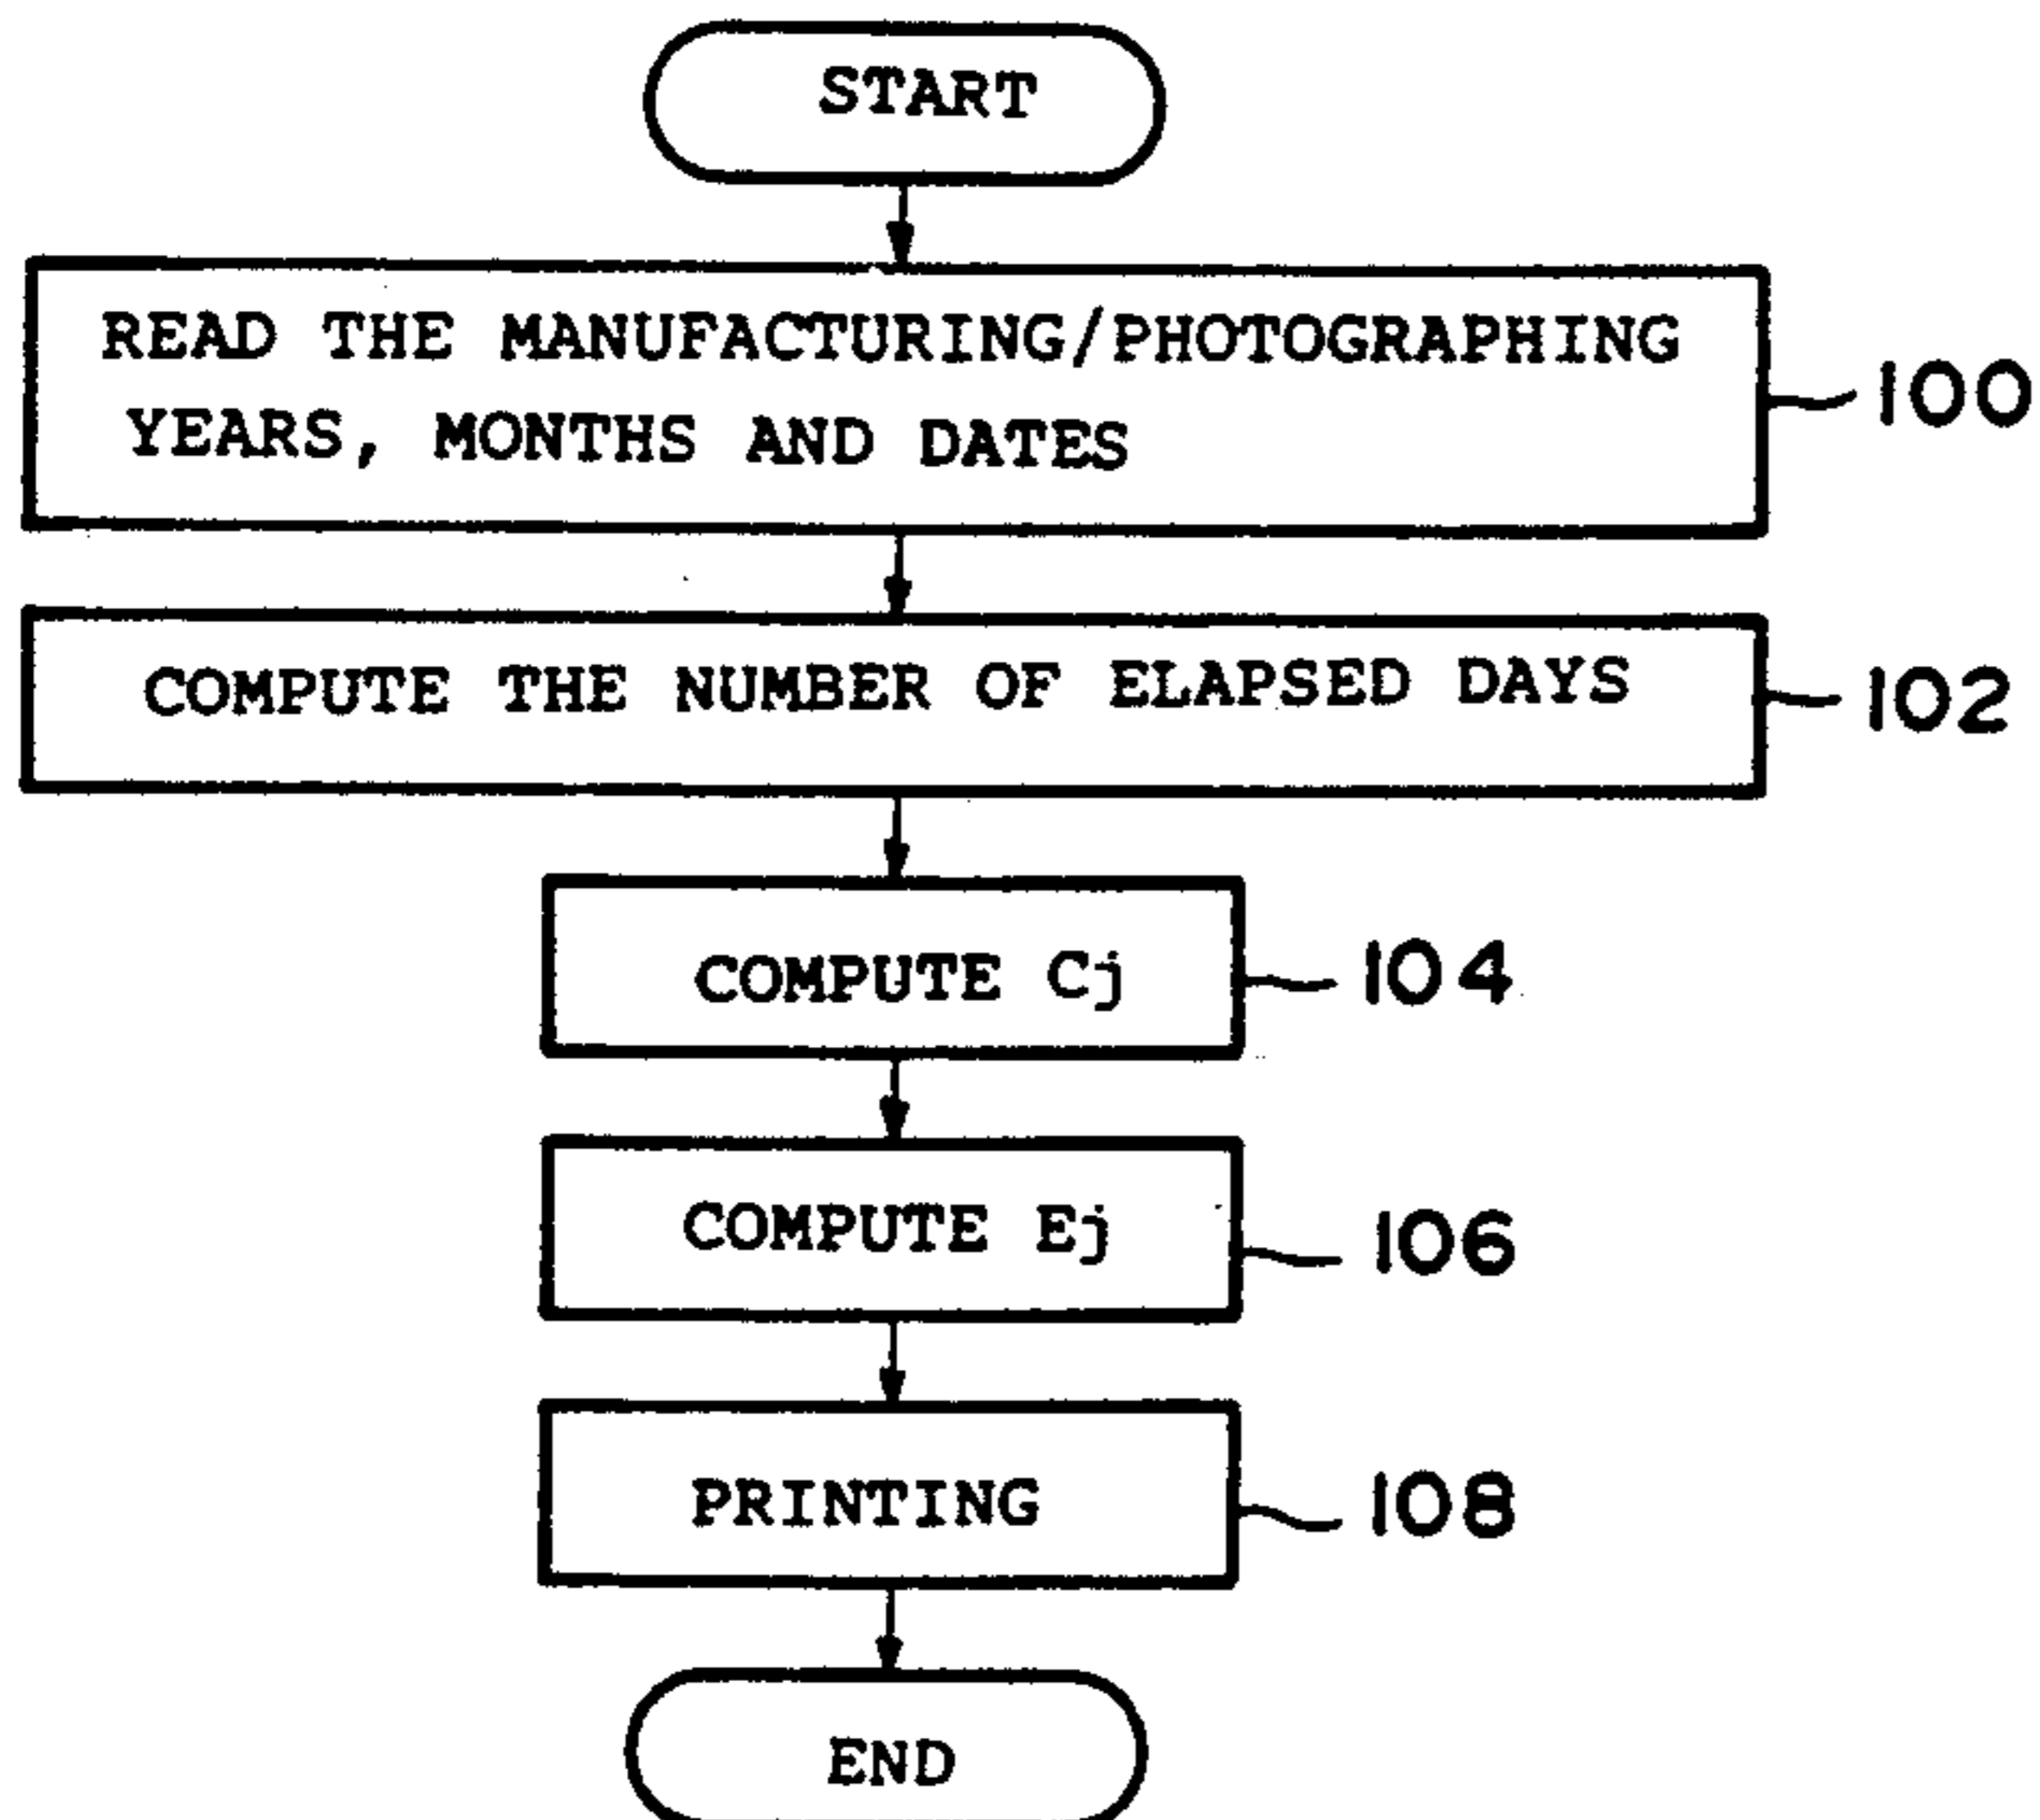 START
READ THE MANUFACTURING/PHOTOGRAPHING
YEARS, MONTHS AND DATES
100
COMPUTE THE NUMBER OF ELAPSED DAYS
102
COMPUTE Cj
104
COMPUTE Ej
106
PRINTING
108
END